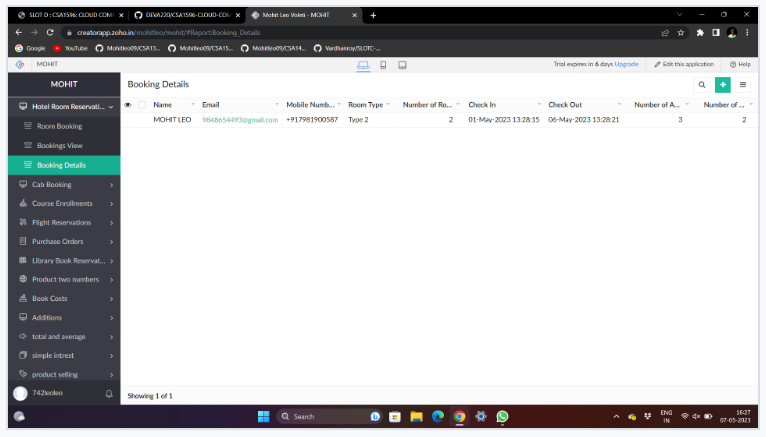 SLOT D : CSA1596: CLOUD COM
DEVA720/CSA1596-CLOUD-COM
Mohit Leo Voleti - MOHIT
creatorapp.zoho.in/mohitleo/mohit/#Report:Booking_Details
Google
YouTube
Mohitleo09/CSA15...
Mohitleo09/CSA15...
Mohitleo09/CSA14...
Vardhanroy/SLOTC-...
MOHIT
Trial expires in 6 days Upgrade
Edit this application
Help
MOHIT
Booking Details
Hotel Room Reservati...
Name
Email
Mobile Numb...
Room Type
Number of Ro...
Check In
Check Out
Number of A...
Number of ...
MOHIT LEO
9848654493@gmail.com
+917981900587
Type 2
2
01-May-2023 13:28:15
06-May-2023 13:28:21
3
2
Room Booking
Bookings View
Booking Details
Cab Booking
Course Enrollments
Flight Reservations
Purchase Orders
Library Book Reservat...
Product two numbers
Book Costs
Additions
total and average
simple intrest
product selling
742leoleo
Showing 1 of 1
Search
ENG
IN
16:27
07-05-2023